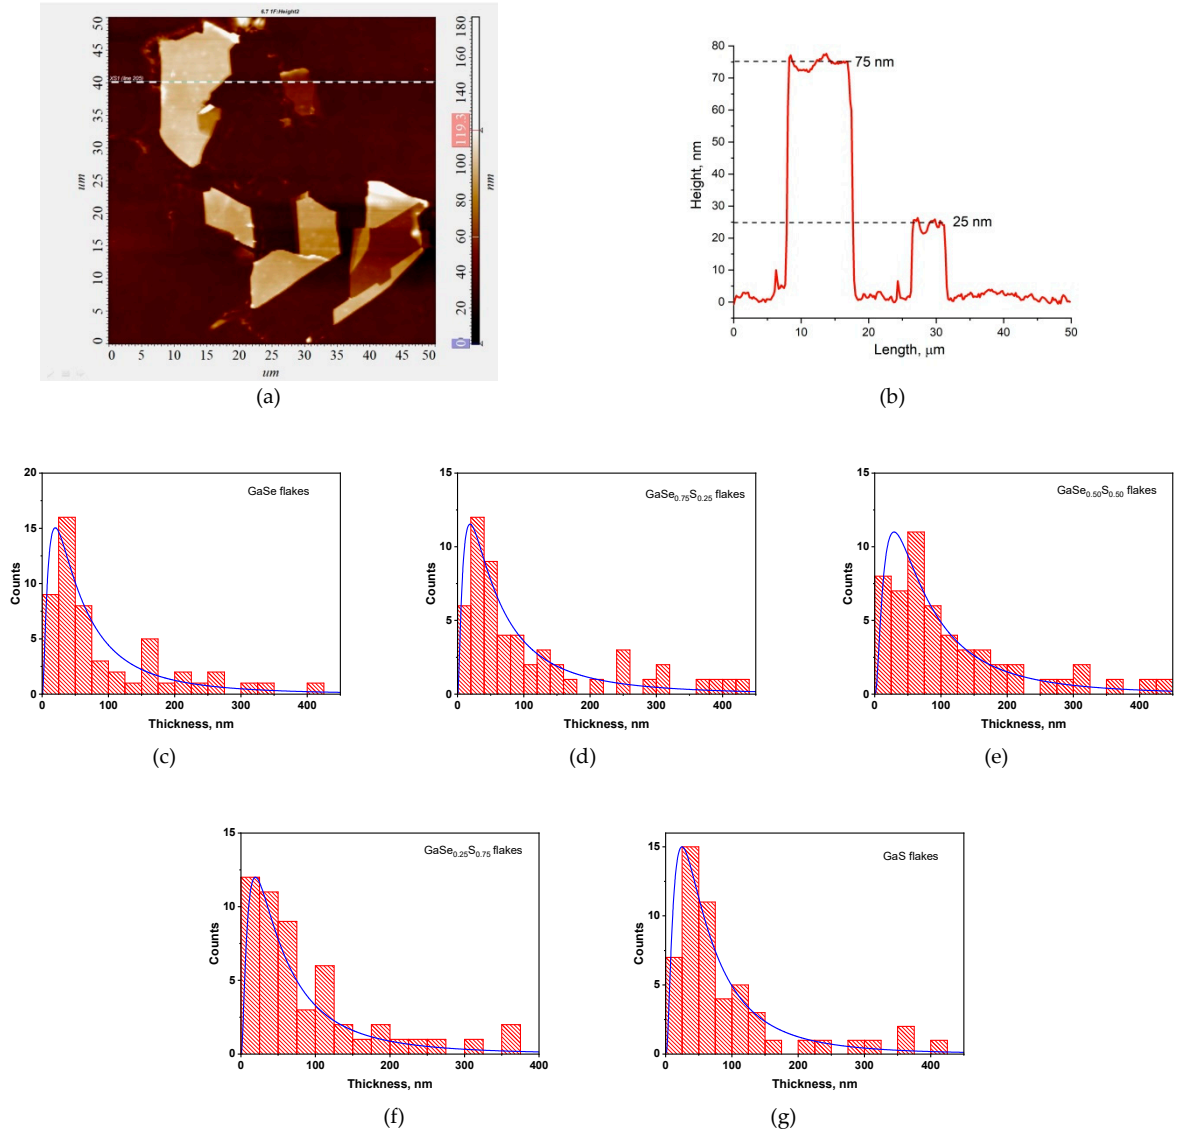 6.7 1F:Height2
50
45
40
35
30
25
20
15
10
5
0
um
0 5 10 15 20 25 30 35 40 45 50
um
180
160
140
119.3
100
80
60
40
20
0
nm
(a)
80
70
60
50
40
30
20
10
0
Height, nm
75 nm
25 nm
0 10 20 30 40 50
Length, μm
(b)
20
15
10
5
0
Counts
GaSe flakes
0 100 200 300 400
Thickness, nm
(c)
15
10
5
0
Counts
GaSe0.75S0.25 flakes
0 100 200 300 400
Thickness, nm
(d)
15
10
5
0
Counts
GaSe0.50S0.50 flakes
0 100 200 300 400
Thickness, nm
(e)
15
10
5
0
Counts
GaSe0.25S0.75 flakes
0 100 200 300 400
Thickness, nm
(f)
15
10
5
0
Counts
GaS flakes
0 100 200 300 400
Thickness, nm
(g)